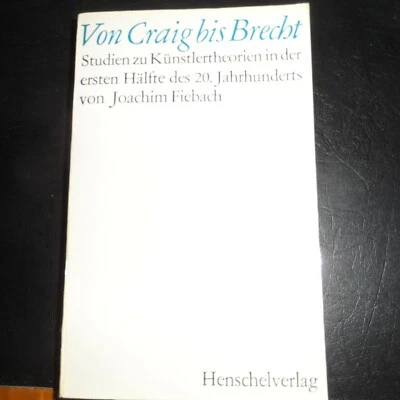 Von Craig bis Brecht
Studien zu Künstlertheorien in der
ersten Hälfte des 20. Jahrhunderts
von Joachim Fiebach
Henschelverlag